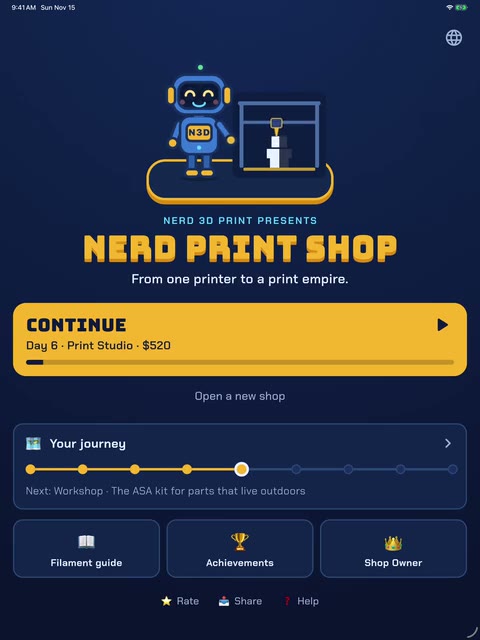 9:41 AM Sun Nov 15
N3D
NERD 3D PRINT PRESENTS
NERD PRINT SHOP
From one printer to a print empire.
CONTINUE
Day 6 · Print Studio · $520
Open a new shop
Your journey
Next: Workshop · The ASA kit for parts that live outdoors
Filament guide
Achievements
Shop Owner
Rate
Share
Help